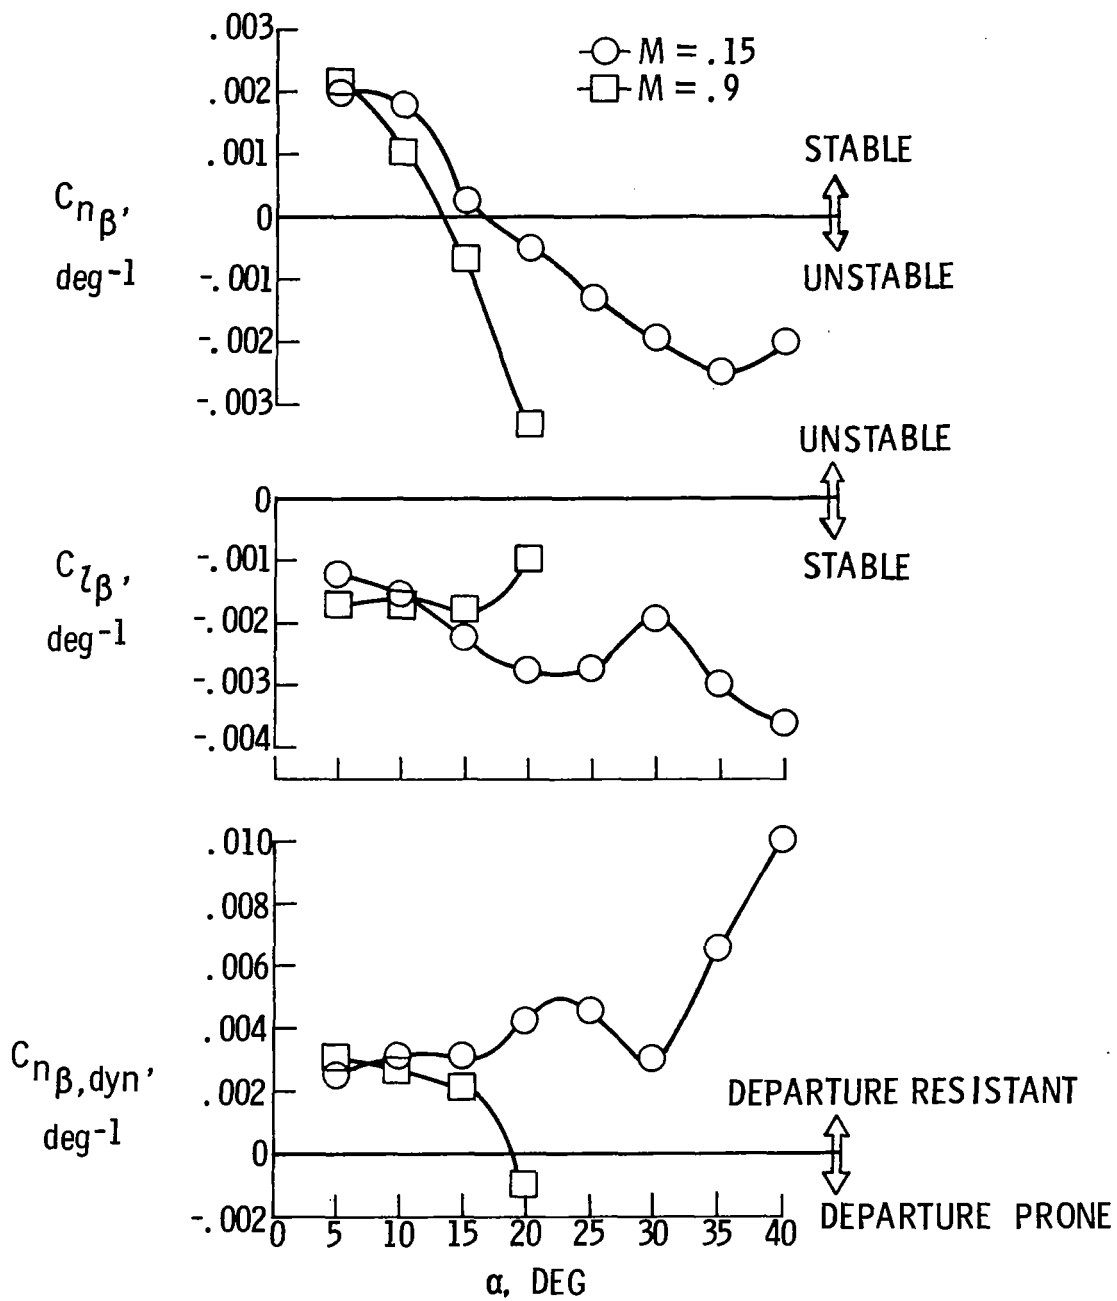 .003
.002
.001
0
-.001
-.002
-.003
M = .15
M = .9
Cnβ,
deg-1
STABLE
UNSTABLE
0
-.001
-.002
-.003
-.004
Clβ,
deg-1
UNSTABLE
STABLE
.010
.008
.006
.004
.002
0
-.002
Cnβ,dyn,
deg-1
DEPARTURE RESISTANT
DEPARTURE PRONE
0 5 10 15 20 25 30 35 40
α, DEG